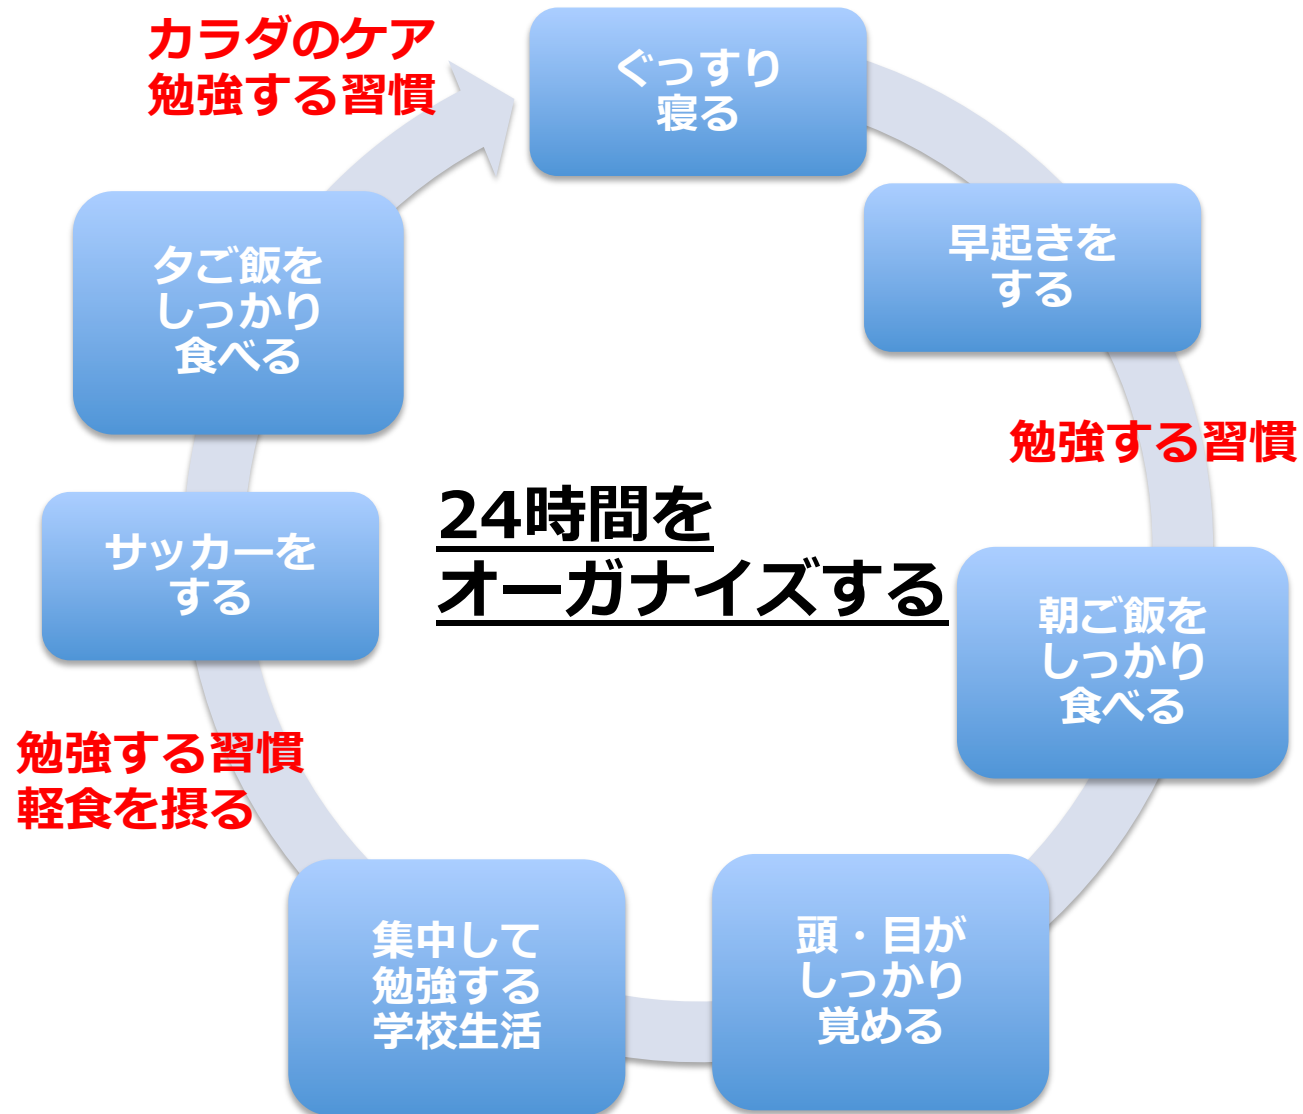 カラダのケア
勉強する習慣
ぐっすり
寝る
早起きを
する
勉強する習慣
朝ご飯を
しっかり
食べる
頭・目が
しっかり
覚める
集中して
勉強する
学校生活
勉強する習慣
軽食を摂る
サッカーを
する
夕ご飯を
しっかり
食べる
24時間を
オーガナイズする